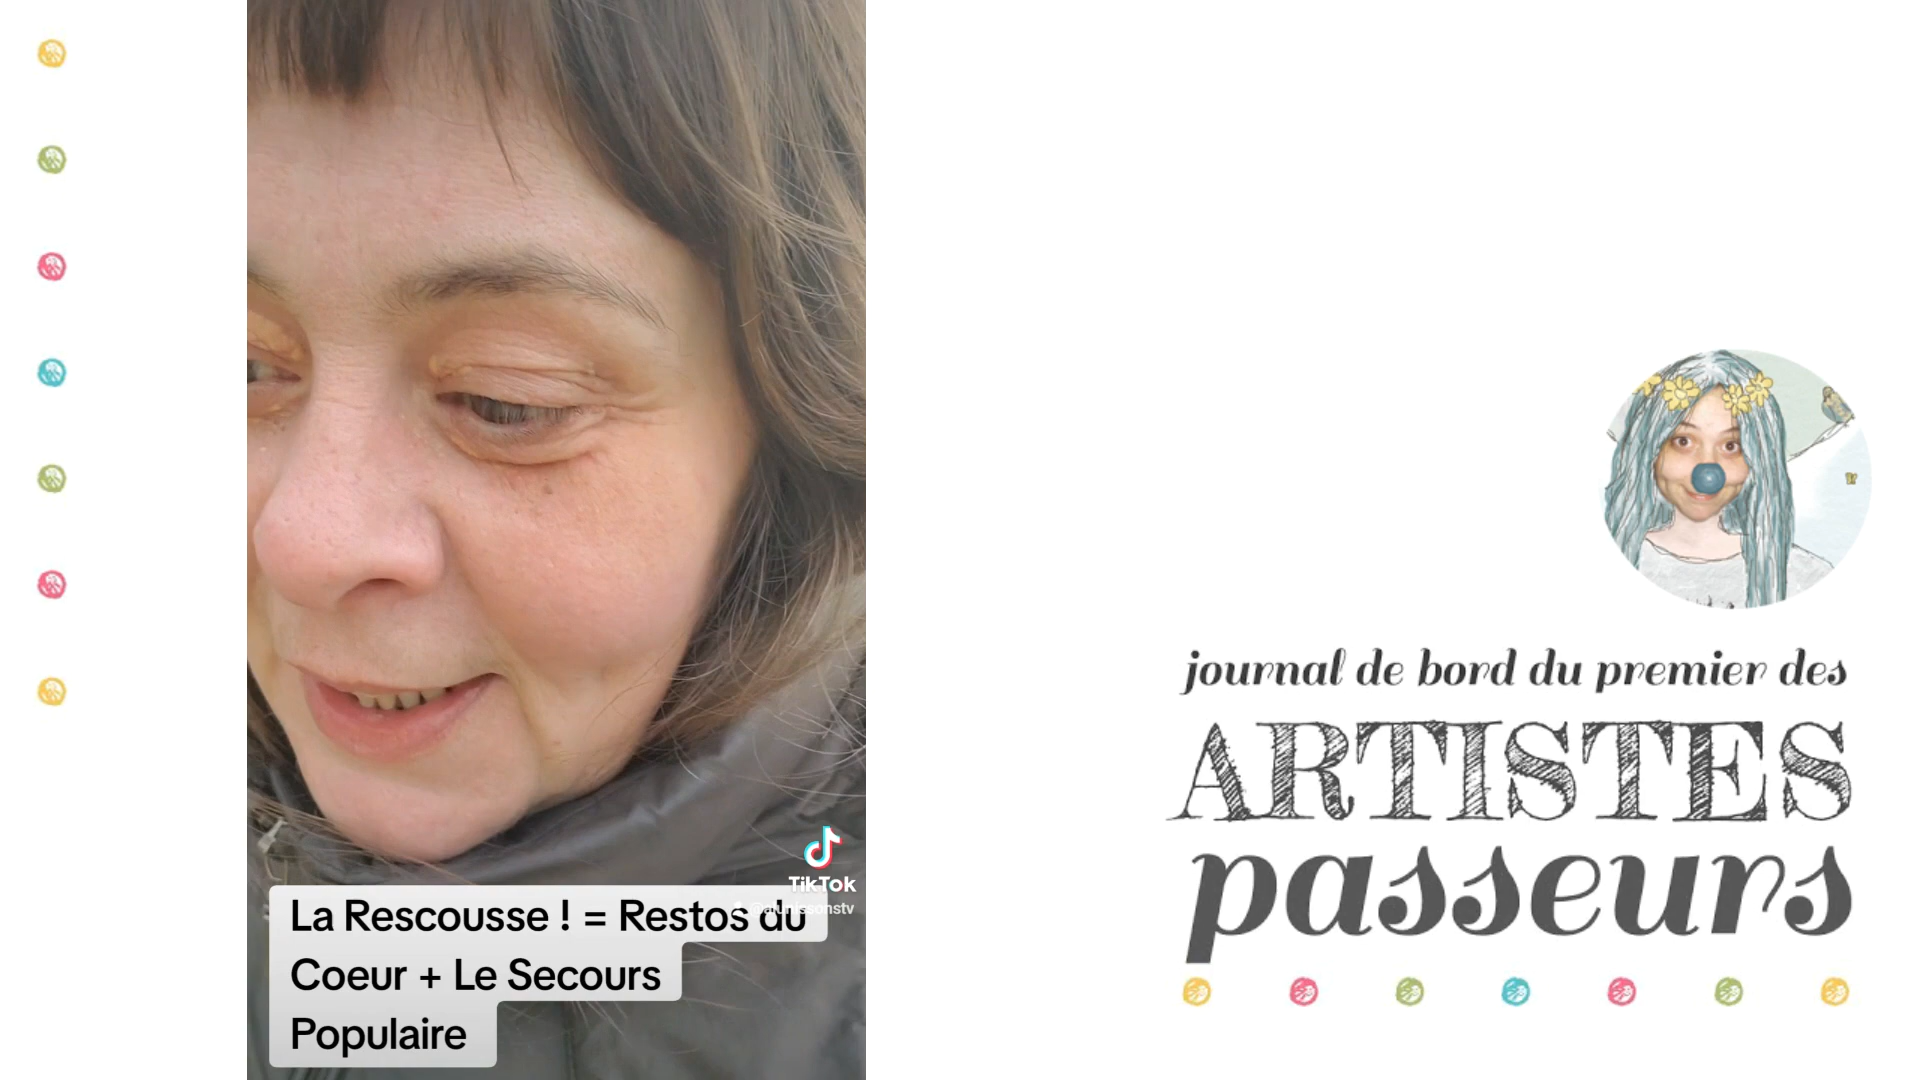 TikTok
La Rescousse ! = Restos du
Coeur + Le Secours
Populaire
journal de bord du premier des
ARTISTES
passeurs